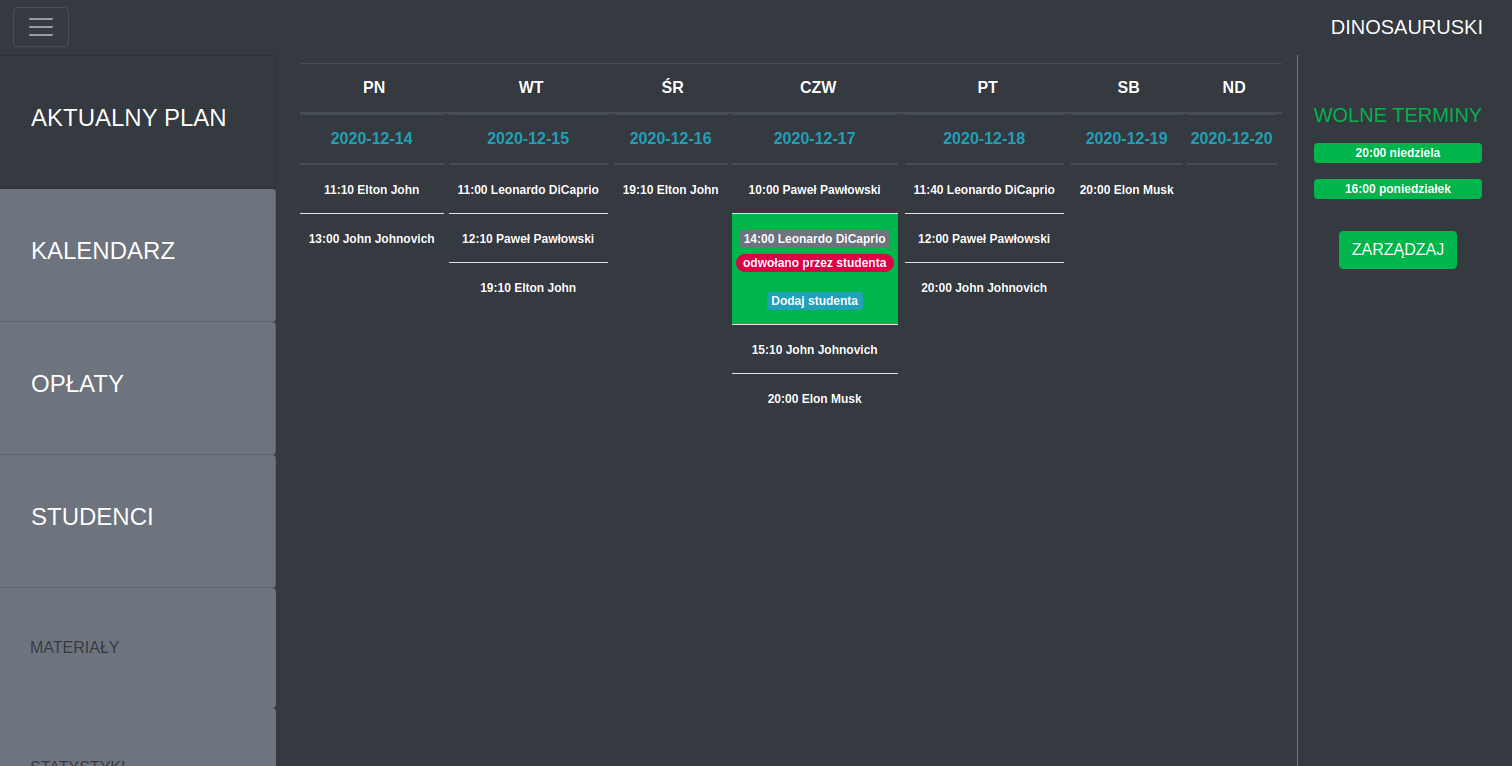 DINOSAURUSKI
AKTUALNY PLAN
KALENDARZ
OPŁATY
STUDENCI
MATERIAŁY
STATYSTYKI
PN WT ŚR CZW PT SB ND
2020-12-14 2020-12-15 2020-12-16 2020-12-17 2020-12-18 2020-12-19 2020-12-20
11:10 Elton John 11:00 Leonardo DiCaprio 19:10 Elton John 10:00 Paweł Pawłowski 11:40 Leonardo DiCaprio 20:00 Elon Musk
13:00 John Johnovich 12:10 Paweł Pawłowski 14:00 Leonardo DiCaprio 12:00 Paweł Pawłowski
odwołano przez studenta
19:10 Elton John 20:00 John Johnovich
Dodaj studenta
15:10 John Johnovich
20:00 Elon Musk
WOLNE TERMINY
20:00 niedziela
16:00 poniedziałek
ZARZĄDZAJ